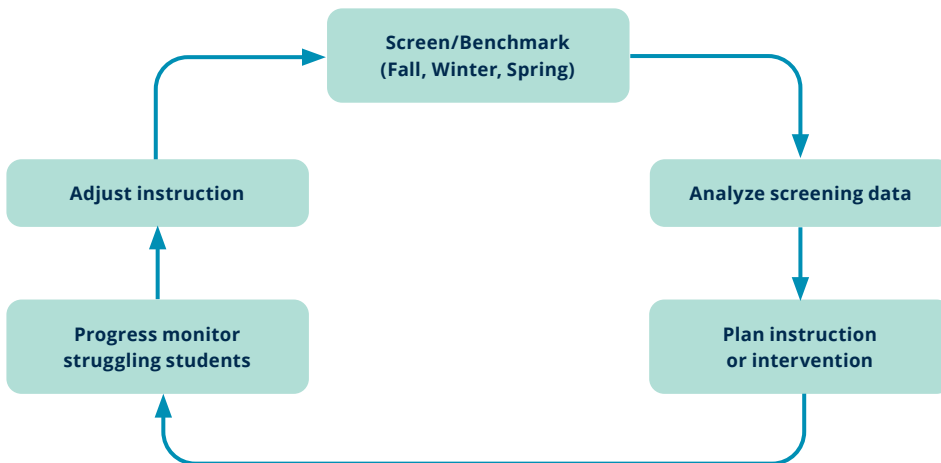 Screen/Benchmark
(Fall, Winter, Spring)
Analyze screening data
Plan instruction
or intervention
Progress monitor
struggling students
Adjust instruction